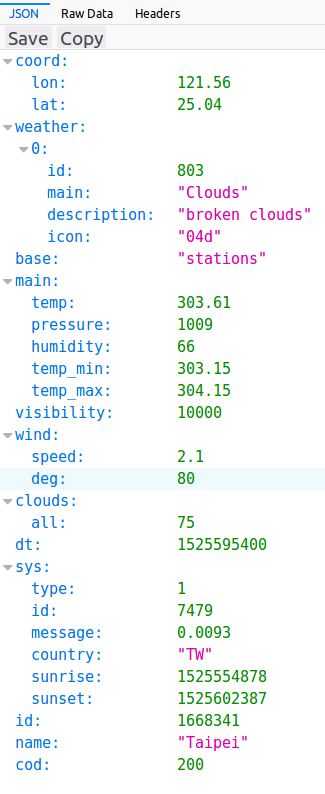 JSON Raw Data Headers
Save Copy
coord:
lon: 121.56
lat: 25.04
weather:
0:
id: 803
main: "Clouds"
description: "broken clouds"
icon: "04d"
base: "stations"
main:
temp: 303.61
pressure: 1009
humidity: 66
temp_min: 303.15
temp_max: 304.15
visibility: 10000
wind:
speed: 2.1
deg: 80
clouds:
all: 75
dt: 1525595400
sys:
type: 1
id: 7479
message: 0.0093
country: "TW"
sunrise: 1525554878
sunset: 1525602387
id: 1668341
name: "Taipei"
cod: 200